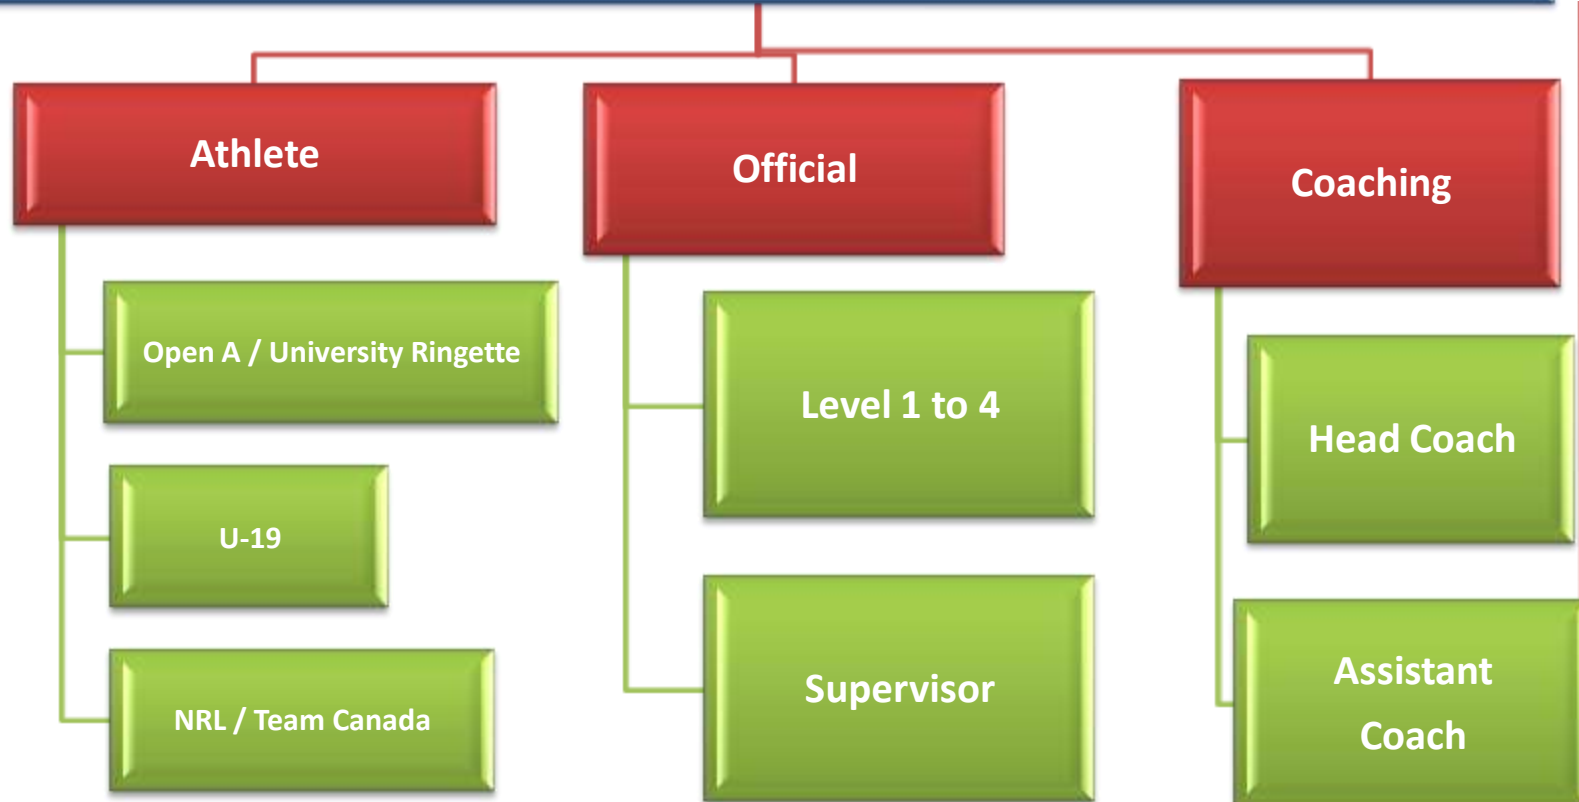 Athlete
Official
Coaching
Open A / University Ringette
U-19
NRL / Team Canada
Level 1 to 4
Supervisor
Head Coach
Assistant
Coach